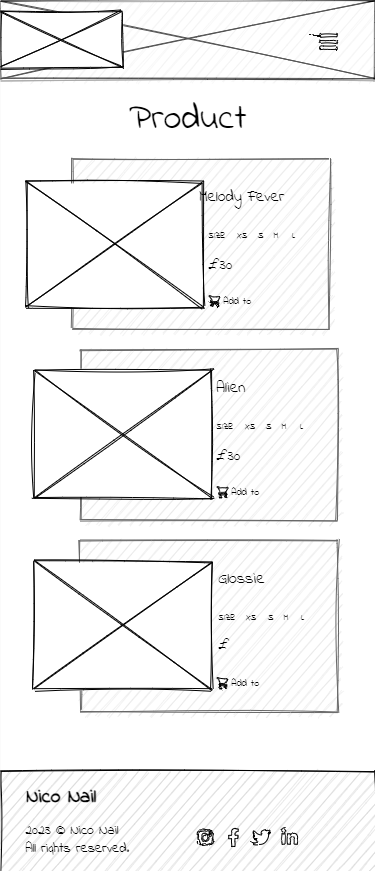 Product
Melody Fever
SIZE XS S M L
£30
Add to
Alien
SIZE XS S M L
£30
Add to
Glossie
SIZE XS S M L
£
Add to
Nico Nail
2023 © Nico Nail
All rights reserved.